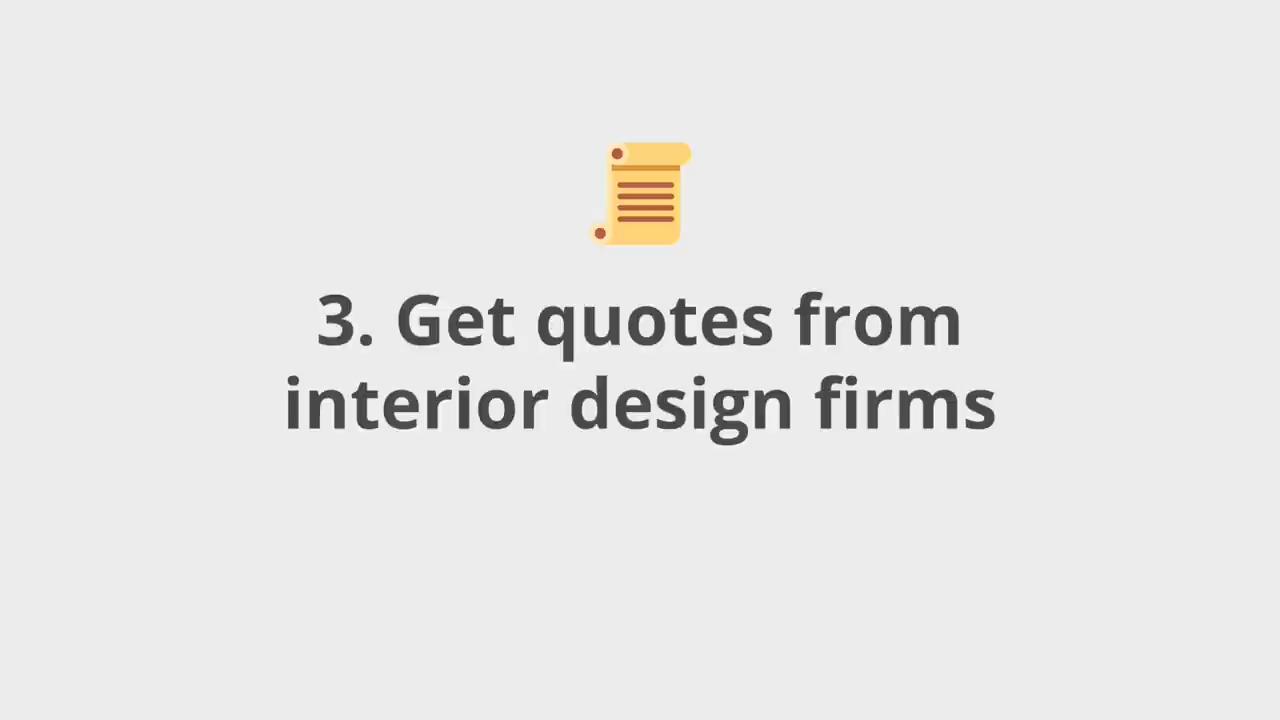 3. Get quotes from
interior design firms